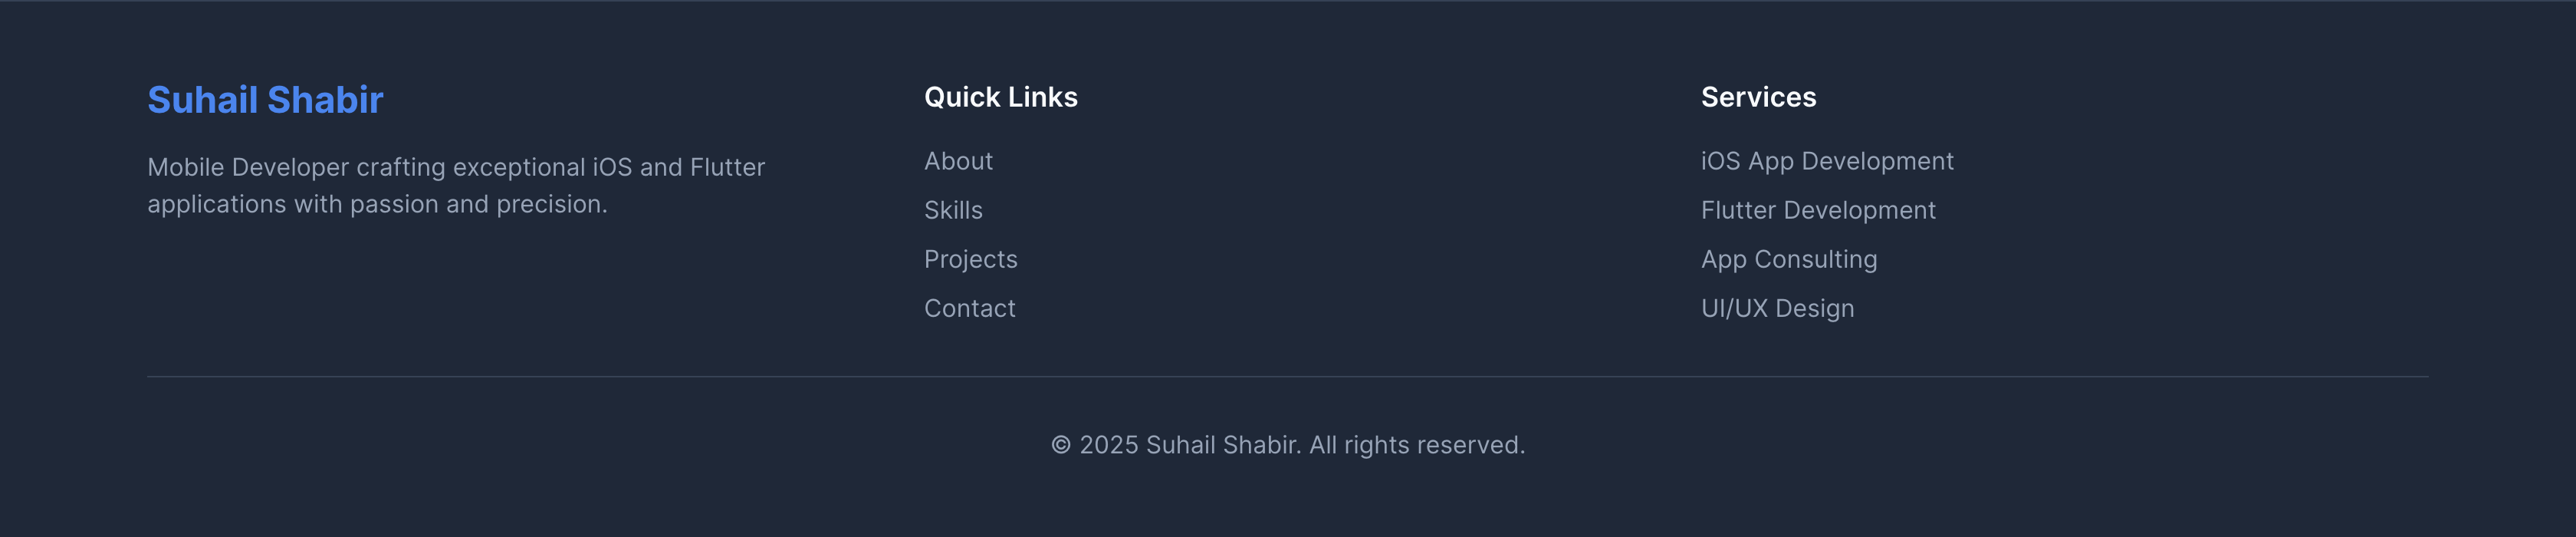 Suhail Shabir
Mobile Developer crafting exceptional iOS and Flutter
applications with passion and precision.
Quick Links
About
Skills
Projects
Contact
Services
iOS App Development
Flutter Development
App Consulting
UI/UX Design
© 2025 Suhail Shabir. All rights reserved.